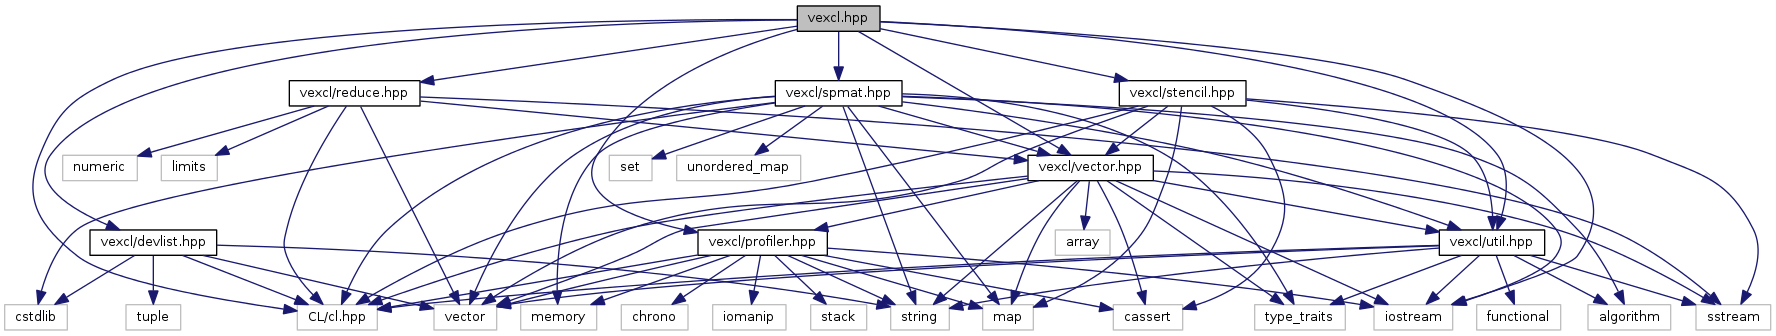 vexcl.hpp
vexcl/reduce.hpp
vexcl/spmat.hpp
vexcl/stencil.hpp
numeric
limits
set
unordered_map
vexcl/vector.hpp
vexcl/devlist.hpp
vexcl/profiler.hpp
array
vexcl/util.hpp
cstdlib
tuple
CL/cl.hpp
vector
memory
chrono
iomanip
stack
string
map
cassert
type_traits
iostream
functional
algorithm
sstream